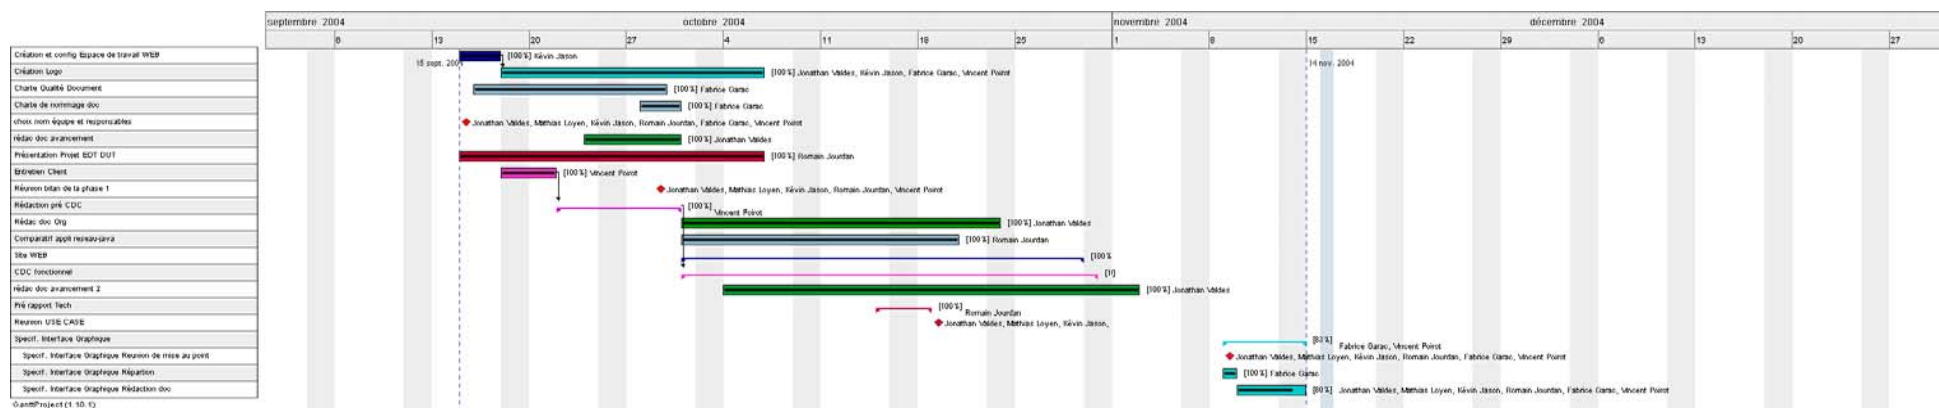 septembre 2004 octobre 2004 novembre 2004 décembre 2004
6 13 20 27 4 11 18 25 1 8 15 22 29 6 13 20 27
Création et config Espace de travail WEB [100%] Kévin Jason
15 sept. 2004 14 nov. 2004
Création Logo [100%] Jonathan Valdes, Kévin Jason, Fabrice Garac, Vincent Poirot
Charte Qualité Document [100%] Fabrice Garac
Charte de nommage doc [100%] Fabrice Garac
choix nom équipe et responsables Jonathan Valdes, Mathias Loyen, Kévin Jason, Romain Jourdan, Fabrice Garac, Vincent Poirot
rédac doc avancement [100%] Jonathan Valdes
Présentation Projet EDT DUT [100%] Romain Jourdan
Entretien Client [100%] Vincent Poirot
Réunion bilan de la phase 1 Jonathan Valdes, Mathias Loyen, Kévin Jason, Romain Jourdan, Vincent Poirot
Rédaction pré CDC [100%] Vincent Poirot
Rédac doc Org [100%] Jonathan Valdes
Comparatif appli reseau-java [100%] Romain Jourdan
Site WEB [100%
CDC fonctionnel
rédac doc avancement 2 [100%] Jonathan Valdes
Pré rapport Tech [100%] Romain Jourdan
Reunion USE CASE Jonathan Valdes, Mathias Loyen, Kévin Jason,
Specif. Interface Graphique [83%] Fabrice Garac, Vincent Poirot
Specif. Interface Graphique Reunion de mise au point Jonathan Valdes, Mathias Loyen, Kévin Jason, Romain Jourdan, Fabrice Garac, Vincent Poirot
Specif. Interface Graphique Répartion [100%] Fabrice Garac
Specif. Interface Graphique Rédaction doc [80%] Jonathan Valdes, Mathias Loyen, Kévin Jason, Romain Jourdan, Fabrice Garac, Vincent Poirot
GanttProject (1.10.1)